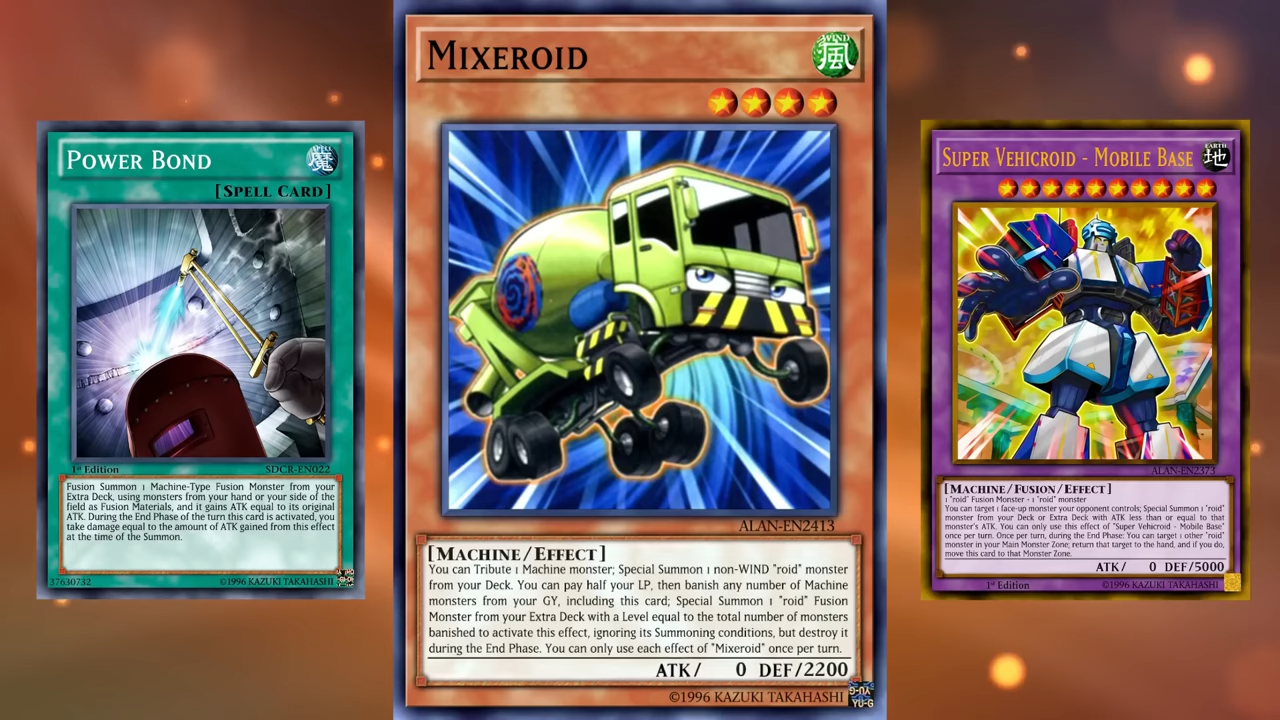 POWER BOND
SPELL
魔
[SPELL CARD]
1st Edition
SDCR-EN022
Fusion Summon 1 Machine-Type Fusion Monster from your
Extra Deck, using monsters from your hand or your side of the
field as Fusion Materials, and it gains ATK equal to its original
ATK. During the End Phase of the turn this card is activated, you
take damage equal to the amount of ATK gained from this effect
at the time of the Summon.
37630732
©1996 KAZUKI TAKAHASHI
MIXEROID
WIND
風
ALAN-EN2413
[MACHINE/EFFECT]
You can Tribute 1 Machine monster; Special Summon 1 non-WIND "roid" monster
from your Deck. You can pay half your LP, then banish any number of Machine
monsters from your GY, including this card; Special Summon 1 "roid" Fusion
Monster from your Extra Deck with a Level equal to the total number of monsters
banished to activate this effect, ignoring its Summoning conditions, but destroy it
during the End Phase. You can only use each effect of "Mixeroid" once per turn.
ATK/ 0 DEF/2200
©1996 KAZUKI TAKAHASHI
SUPER VEHICROID - MOBILE BASE
EARTH
地
ALAN-EN2373
[MACHINE/FUSION/EFFECT]
1 "roid" Fusion Monster + 1 "roid" monster
You can target 1 face-up monster your opponent controls; Special Summon 1 "roid"
monster from your Deck or Extra Deck with ATK less than or equal to that
monster's ATK. You can only use this effect of "Super Vehicroid - Mobile Base"
once per turn. Once per turn, during the End Phase: You can target 1 other "roid"
monster in your Main Monster Zone; return that target to the hand, and if you do,
move this card to that Monster Zone.
ATK/ 0 DEF/5000
1st Edition
©1996 KAZUKI TAKAHASHI